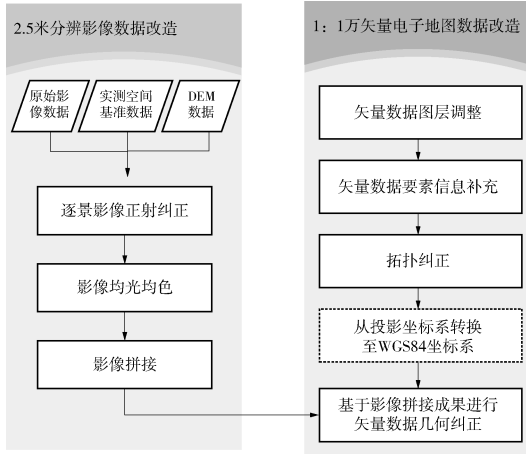 2.5米分辨影像数据改造
原始影
像数据
实测空间
基准数据
DEM
数据
逐景影像正射纠正
影像均光均色
影像拼接
1：1万矢量电子地图数据改造
矢量数据图层调整
矢量数据要素信息补充
拓扑纠正
从投影坐标系转换
至WGS84坐标系
基于影像拼接成果进行
矢量数据几何纠正